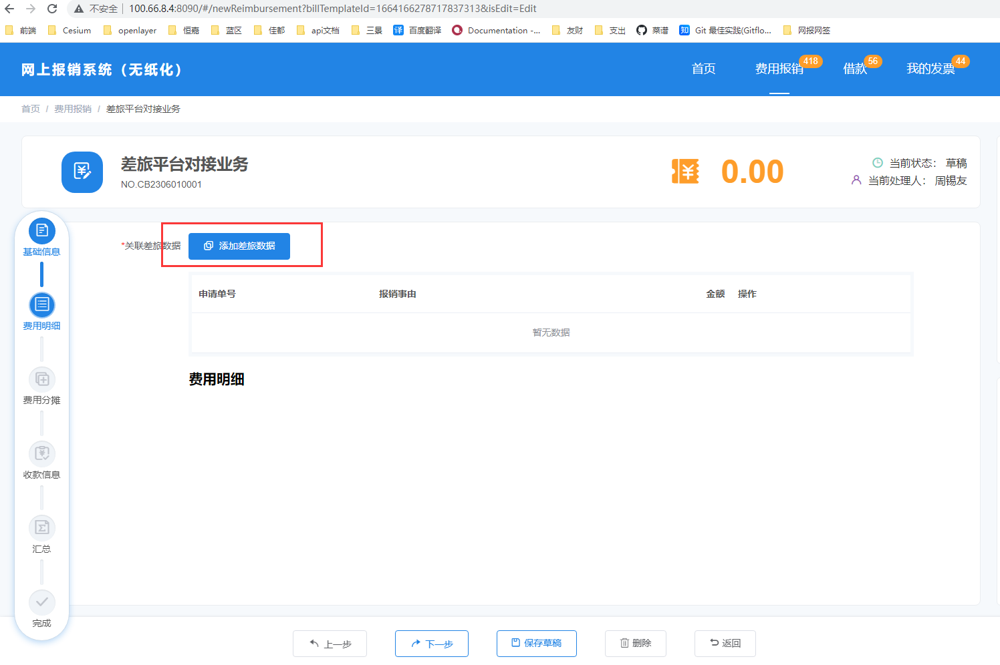 不安全 100.66.8.4:8090/#/newReimbursement?billTemplateId=1664166278717837313&isEdit=Edit
前端 Cesium openlayer 恒嘉 蓝区 佳都 api文档 三景 译 百度翻译 Documentation -... 友财 支出 菜谱 知 Git 最佳实践(Gitflo... 网报网签
网上报销系统（无纸化） 首页 费用报销 418 借款 56 我的发票 44
首页 / 费用报销 / 差旅平台对接业务
差旅平台对接业务
NO.CB2306010001
0.00
当前状态： 草稿
当前处理人： 周锡友
*关联差旅数据 添加差旅数据
申请单号 报销事由 金额 操作
暂无数据
费用明细
基础信息
费用明细
费用分摊
收款信息
汇总
完成
上一步 下一步 保存草稿 删除 返回